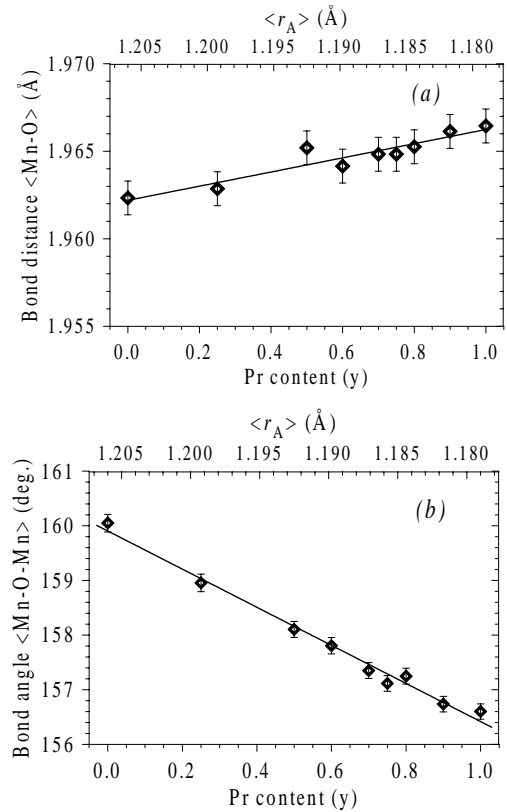 <r_A> (Å)
1.205 1.200 1.192 1.190 1.185 1.180
1.970
1.965
1.960
1.955
Bond distance <Mn-O> (Å)
(a)
0.0 0.2 0.4 0.6 0.8 1.0
Pr content (y)
<r_A> (Å)
1.205 1.200 1.192 1.190 1.185 1.180
161
160
159
158
157
156
Bond angle <Mn-O-Mn> (deg.)
(b)
0.0 0.2 0.4 0.6 0.8 1.0
Pr content (y)